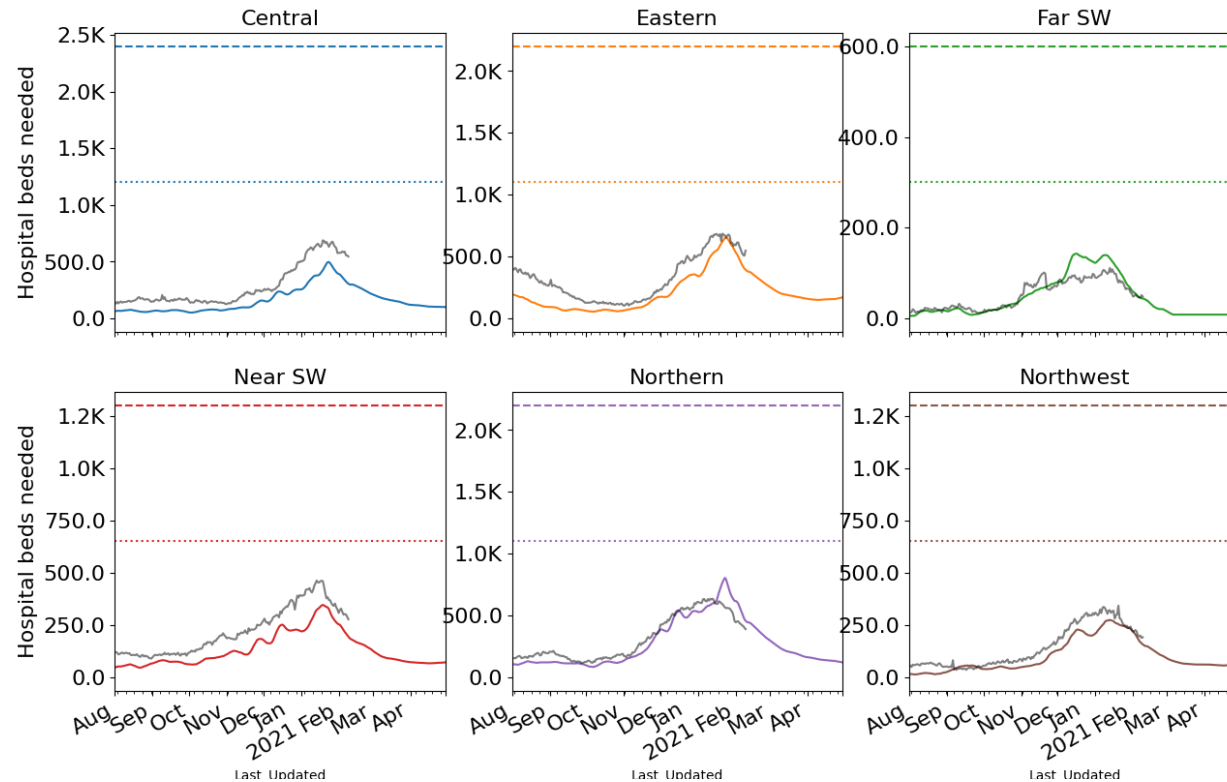 Central
Eastern
Far SW
Hospital beds needed
2.5K
2.0K
1.5K
1.0K
500.0
0.0
2.0K
1.5K
1.0K
500.0
0.0
600.0
400.0
200.0
0.0
Near SW
Northern
Northwest
Hospital beds needed
1.2K
1.0K
750.0
500.0
250.0
0.0
2.0K
1.5K
1.0K
500.0
0.0
1.2K
1.0K
750.0
500.0
250.0
0.0
Aug Sep Oct Nov Dec Jan 2021 Feb Mar Apr
Aug Sep Oct Nov Dec Jan 2021 Feb Mar Apr
Aug Sep Oct Nov Dec Jan 2021 Feb Mar Apr
Last Updated
Last Updated